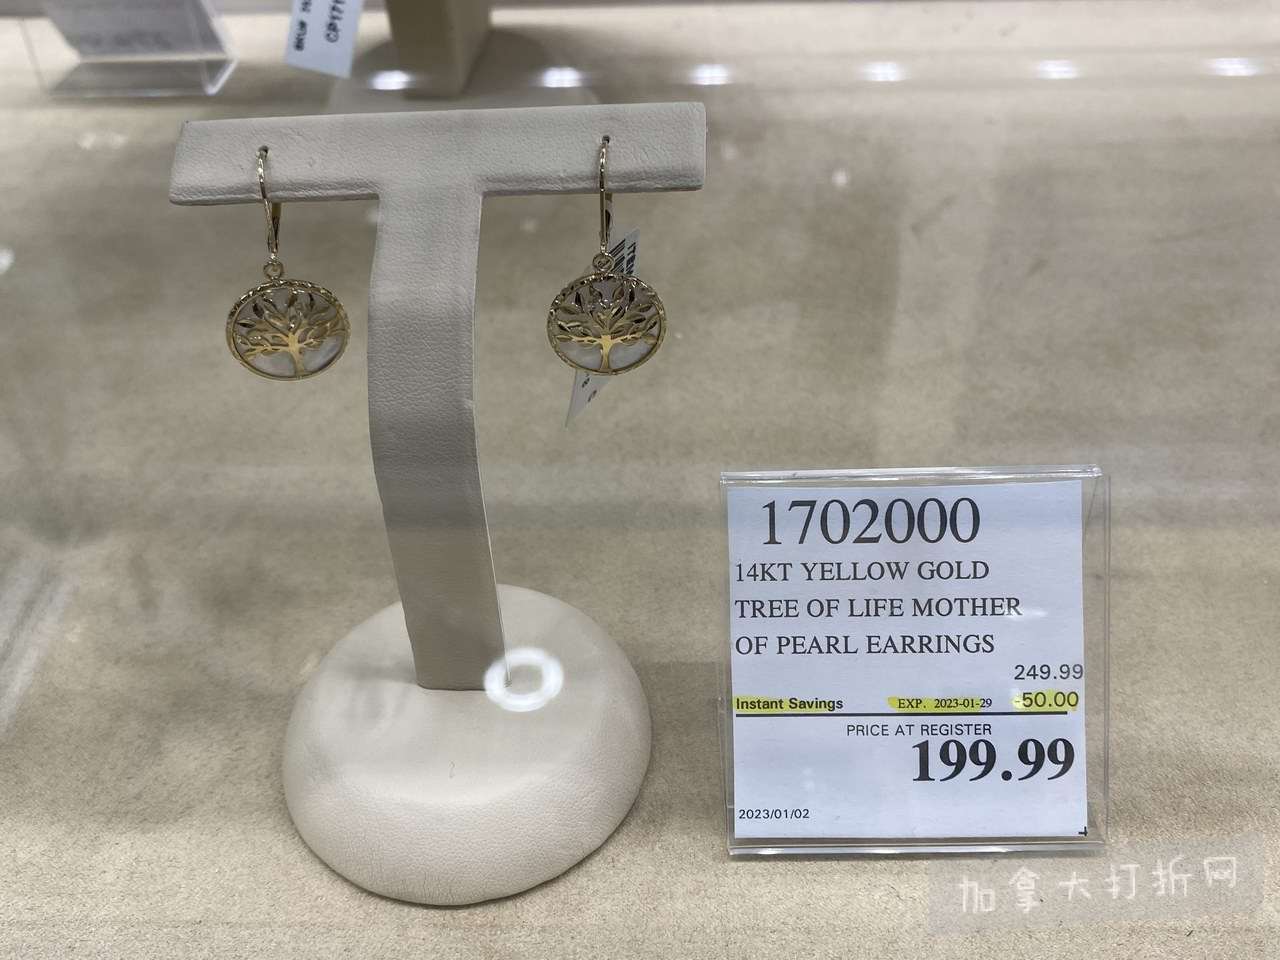 CP171
1702000
14KT YELLOW GOLD
TREE OF LIFE MOTHER
OF PEARL EARRINGS
249.99
Instant Savings EXP. 2023-01-29 -50.00
PRICE AT REGISTER
199.99
2023/01/02
加拿大打折网